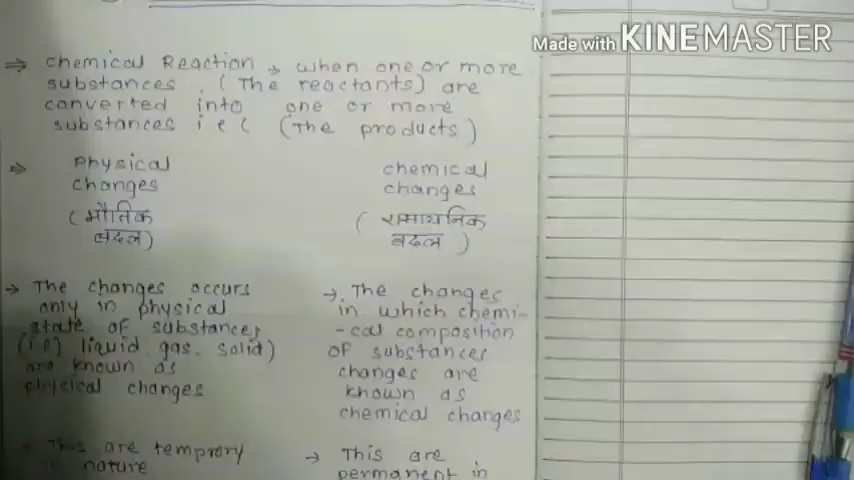 Made with KINEMASTER
⇒ Chemical Reaction → when one or more
substances (The reactants) are
converted into one or more
substances i e ( (The products)
⇒ Physical
changes
(भौतिक
बदल)
chemical
changes
( रासायनिक
बदल )
→ The changes occurs
only in physical
state of substances
(i.e) liquid gas. solid)
are known as
physical changes
→ The changes
in which chemi-
-cal composition
of substances
changes are
known as
chemical changes
This are temprory
in nature
→ This are
permanent in